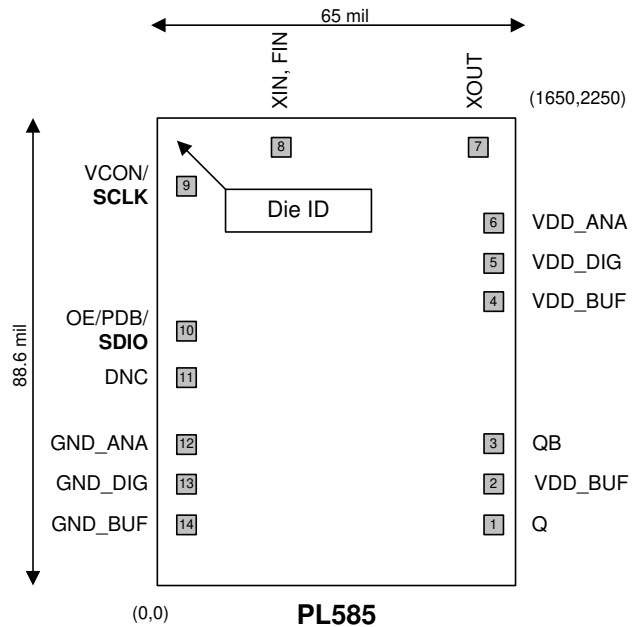 65 mil
XIN, FIN
XOUT
(1650,2250)
8
7
VCON/
SCLK
9
Die ID
6
VDD_ANA
5
VDD_DIG
4
VDD_BUF
OE/PDB/
SDIO
10
DNC
11
88.6 mil
GND_ANA
12
3
QB
GND_DIG
13
2
VDD_BUF
GND_BUF
14
1
Q
(0,0)
PL585